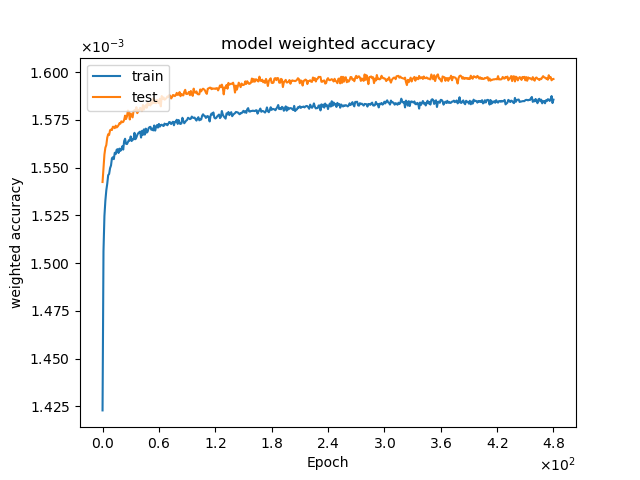 ×10⁻³
model weighted accuracy
1.600
1.575
1.550
1.525
1.500
1.475
1.450
1.425
weighted accuracy
train
test
0.0 0.6 1.2 1.8 2.4 3.0 3.6 4.2 4.8
Epoch
×10²